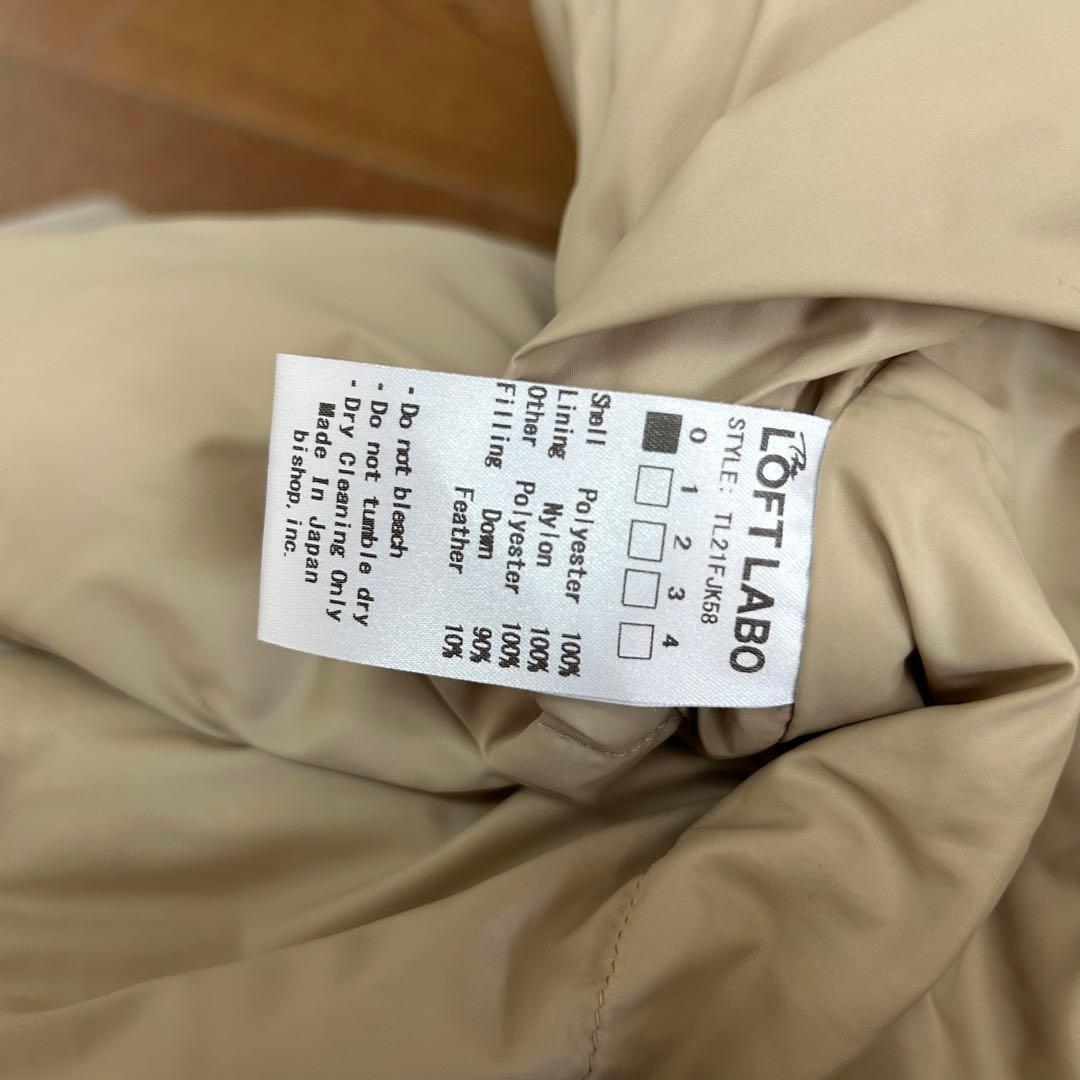 The
LOFT LABO
STYLE: TL21FJK58
0 1 2 3 4
Shell Polyester 100%
Lining Nylon 100%
Other Polyester 100%
Filling Down 90%
Feather 10%
・Do not bleach
・Do not tumble dry
・Dry Cleaning Only
Made In Japan
bishop, inc.